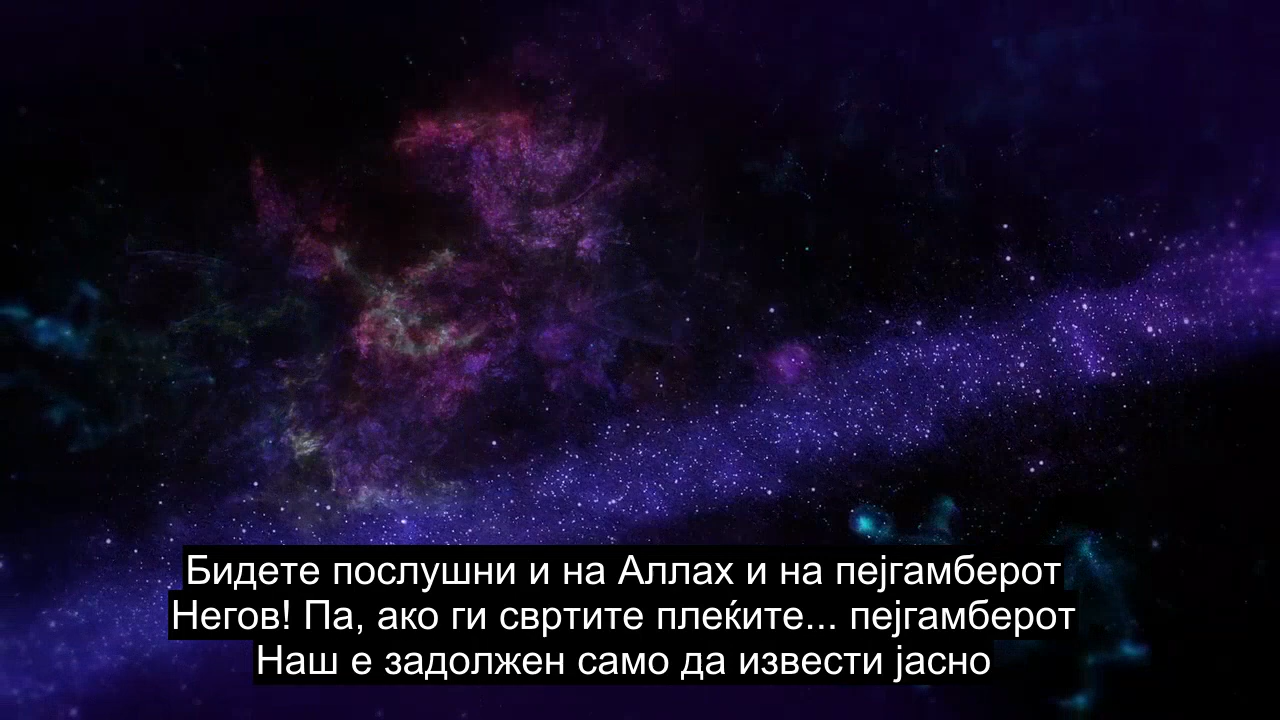 Бидете послушни и на Аллах и на пејгамберот
Негов! Па, ако ги свртите плеќите... пејгамберот
Наш е задолжен само да извести јасно